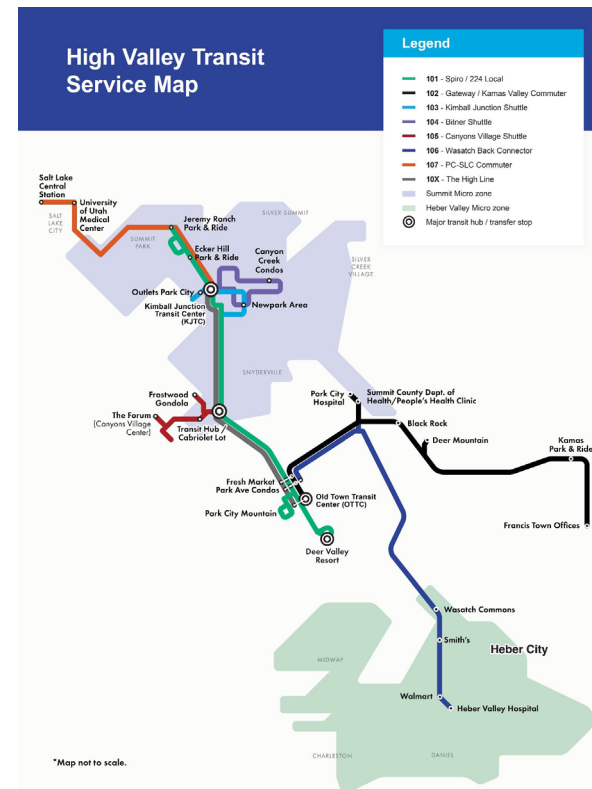 High Valley Transit
Service Map
Legend
101 - Spiro / 224 Local
102 - Gateway / Kamas Valley Commuter
103 - Kimball Junction Shuttle
104 - Bitner Shuttle
105 - Canyons Village Shuttle
106 - Wasatch Back Connector
107 - PC-SLC Commuter
10X - The High Line
Summit Micro zone
Heber Valley Micro zone
Major transit hub / transfer stop
Salt Lake
Central
Station
University
of Utah
Medical
Center
SALT
LAKE
CITY
SUMMIT
PARK
Jeremy Ranch
Park & Ride
SILVER SUMMIT
Ecker Hill
Park & Ride
Canyon
Creek
Condos
SILVER
CREEK
VILLAGE
Outlets Park City
Kimball Junction
Transit Center
(KJTC)
Newpark Area
SNYDERVILLE
Frostwood
Gondola
The Forum
(Canyons Village
Center)
Transit Hub /
Cabriolet Lot
Park City
Hospital
Summit County Dept. of
Health/People's Health Clinic
Black Rock
Deer Mountain
Kamas
Park & Ride
Fresh Market
Park Ave Condos
Old Town Transit
Center (OTTC)
Park City Mountain
Francis Town Offices
Deer Valley
Resort
Wasatch Commons
Smith's
Heber City
MIDWAY
Walmart
Heber Valley Hospital
CHARLESTON
DANIEL
*Map not to scale.